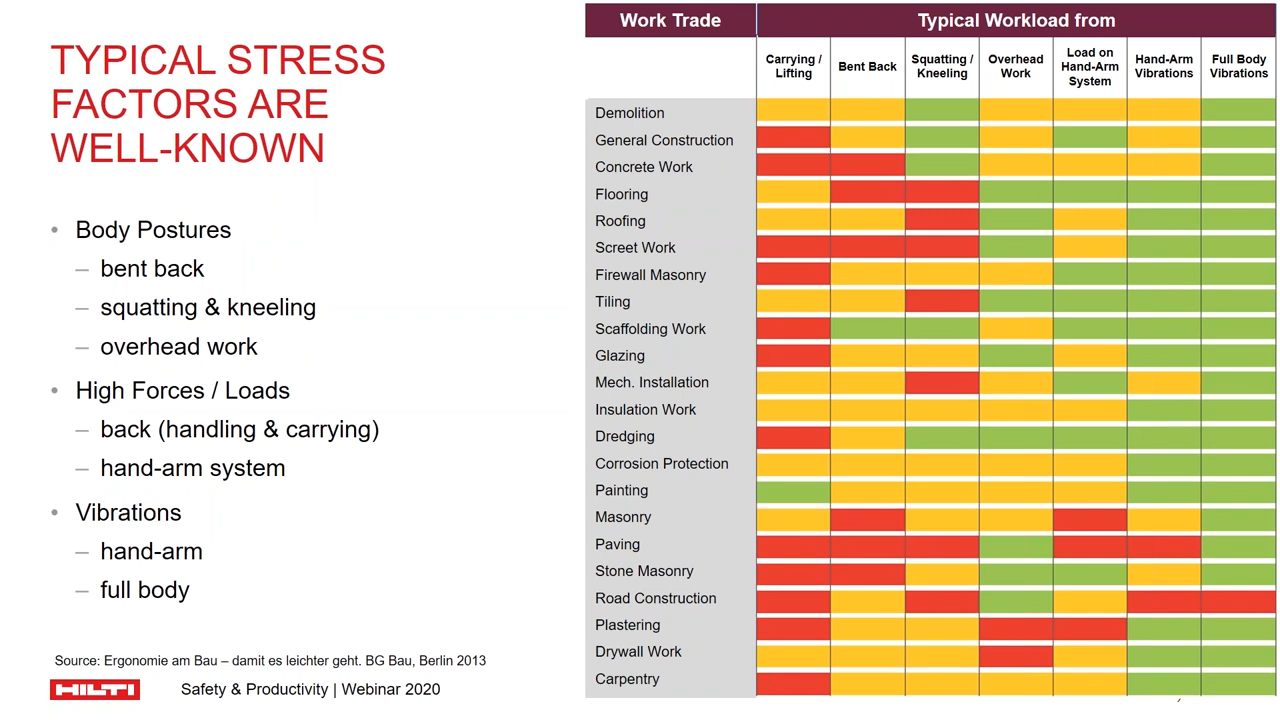 TYPICAL STRESS
FACTORS ARE
WELL-KNOWN
• Body Postures
– bent back
– squatting & kneeling
– overhead work
• High Forces / Loads
– back (handling & carrying)
– hand-arm system
• Vibrations
– hand-arm
– full body
Source: Ergonomie am Bau – damit es leichter geht. BG Bau, Berlin 2013
HILTI
Safety & Productivity | Webinar 2020
Work Trade
Typical Workload from
Carrying /
Lifting
Bent Back
Squatting /
Kneeling
Overhead
Work
Load on
Hand-Arm
System
Hand-Arm
Vibrations
Full Body
Vibrations
Demolition
General Construction
Concrete Work
Flooring
Roofing
Screet Work
Firewall Masonry
Tiling
Scaffolding Work
Glazing
Mech. Installation
Insulation Work
Dredging
Corrosion Protection
Painting
Masonry
Paving
Stone Masonry
Road Construction
Plastering
Drywall Work
Carpentry